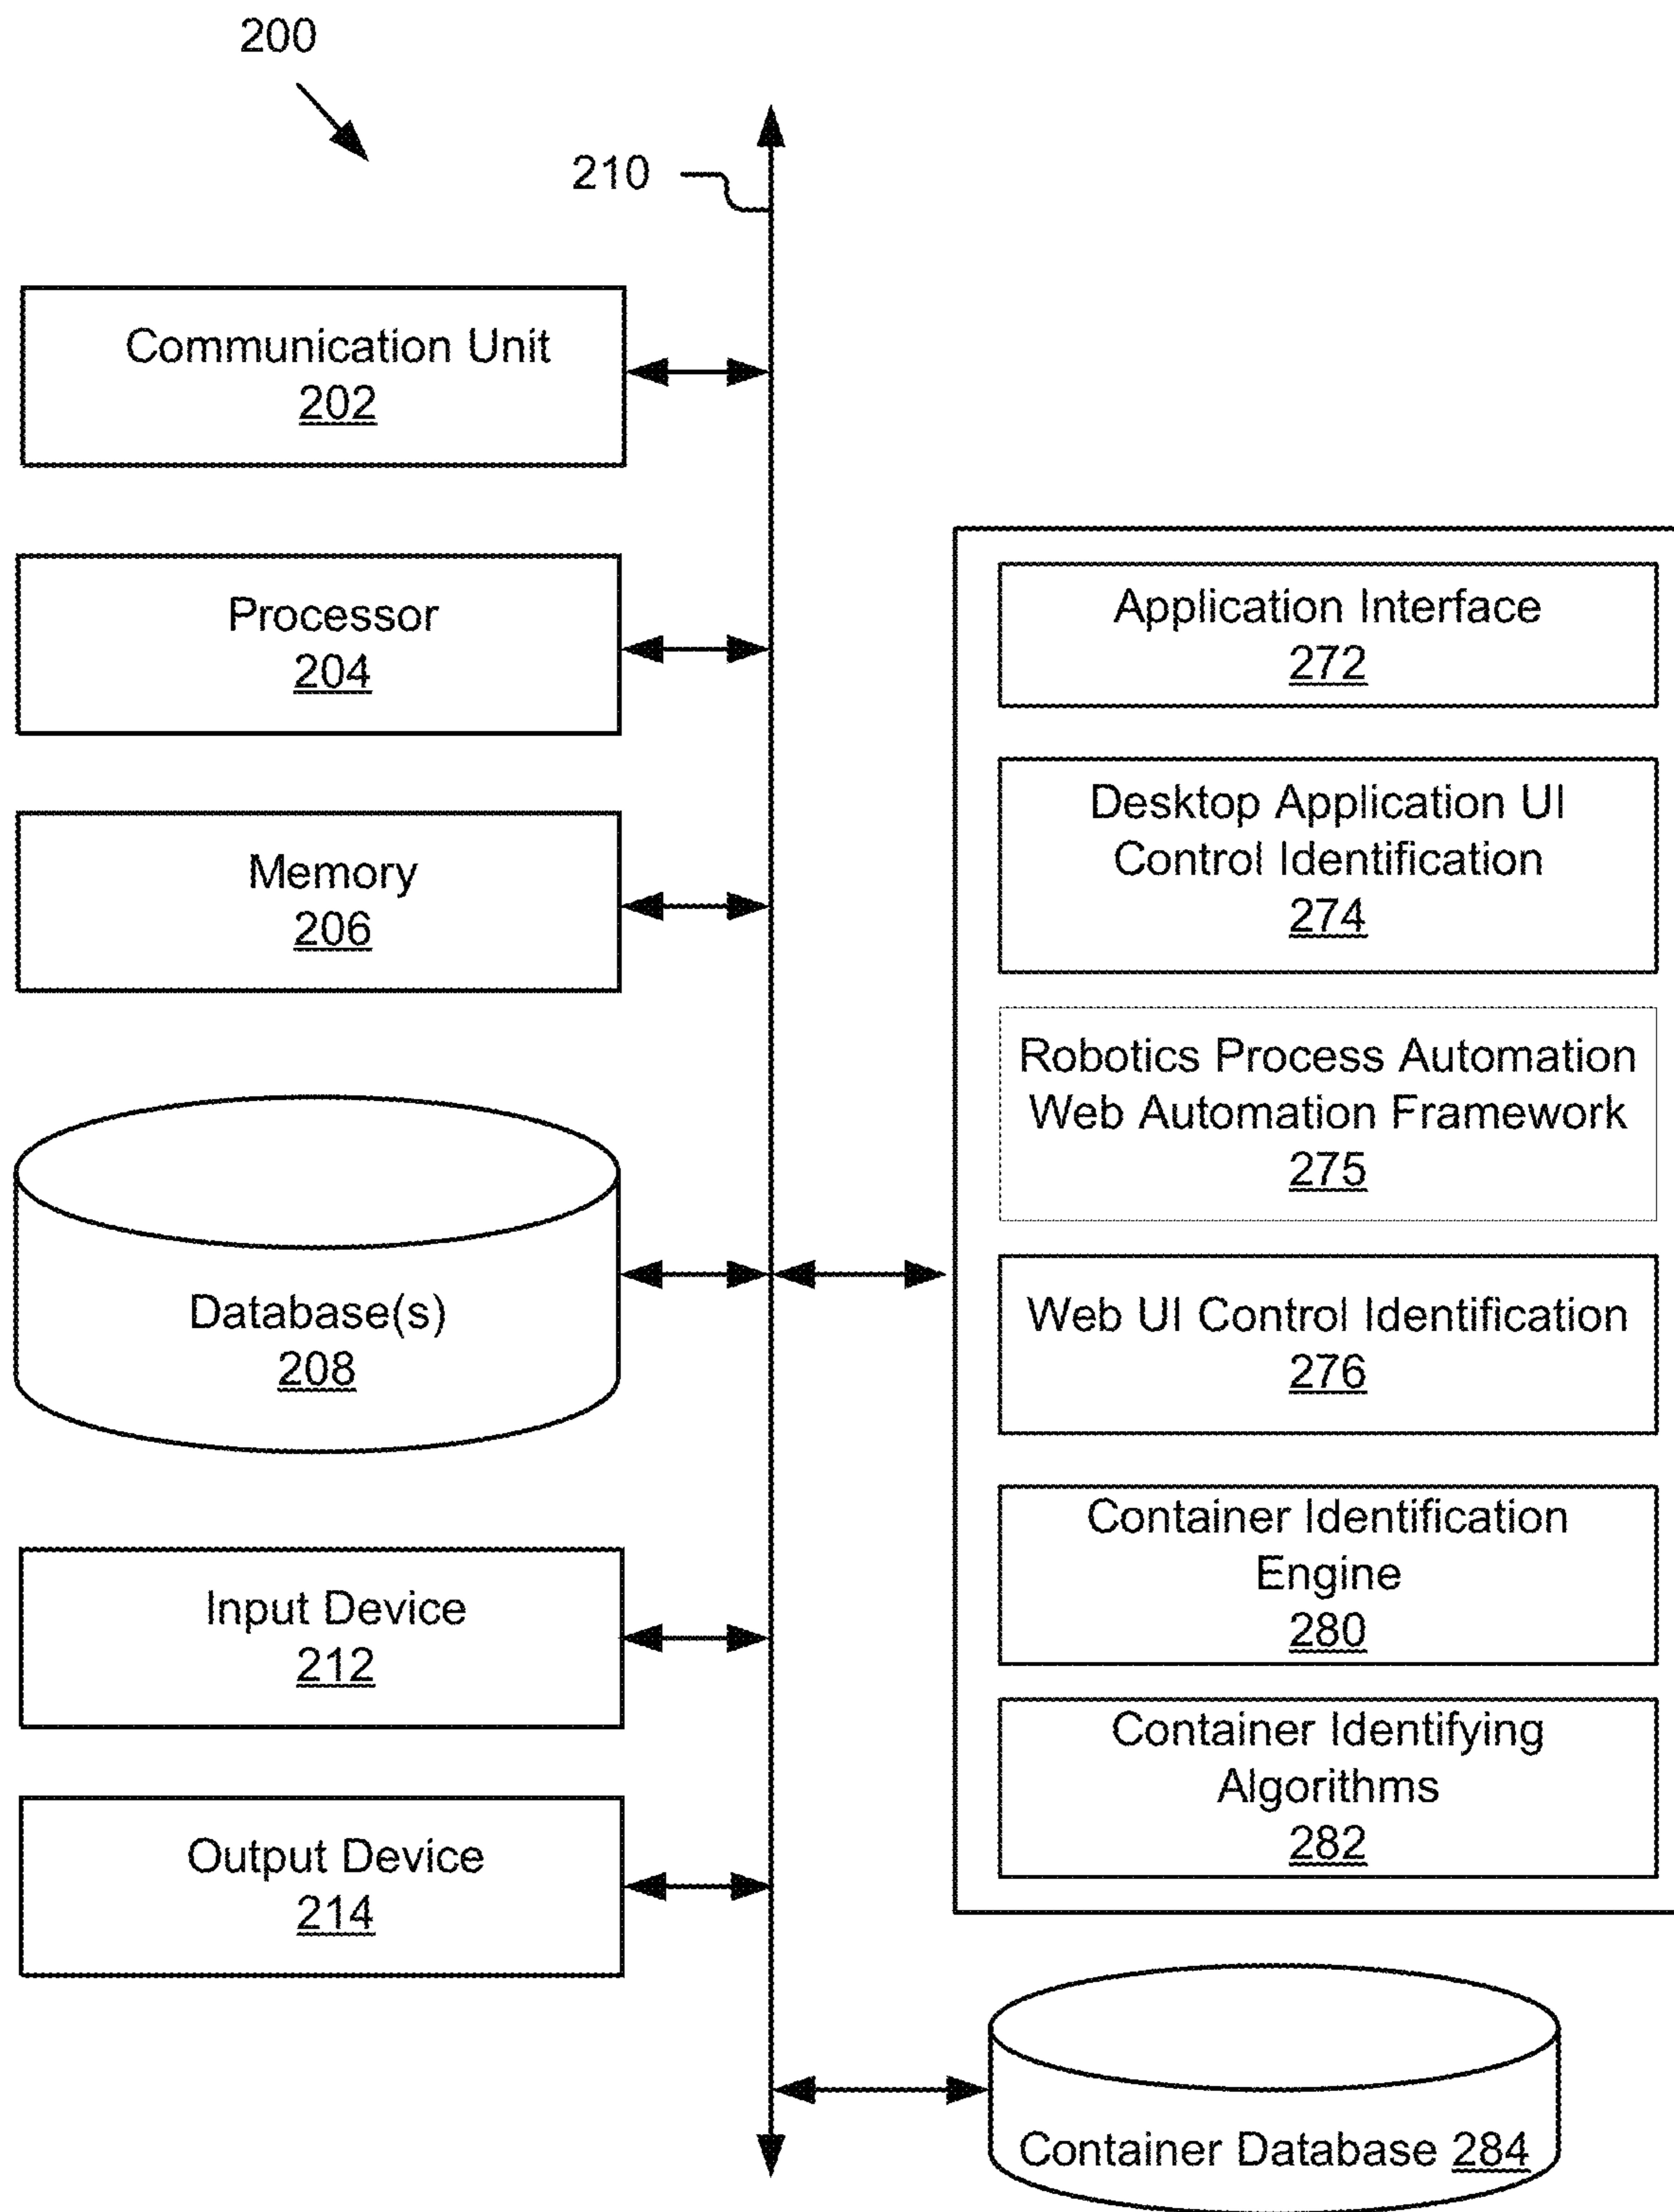 200
210
Communication Unit
202
Processor
204
Memory
206
Database(s)
208
Input Device
212
Output Device
214
Application Interface
272
Desktop Application UI
Control Identification
274
Robotics Process Automation
Web Automation Framework
275
Web UI Control Identification
276
Container Identification
Engine
280
Container Identifying
Algorithms
282
Container Database 284